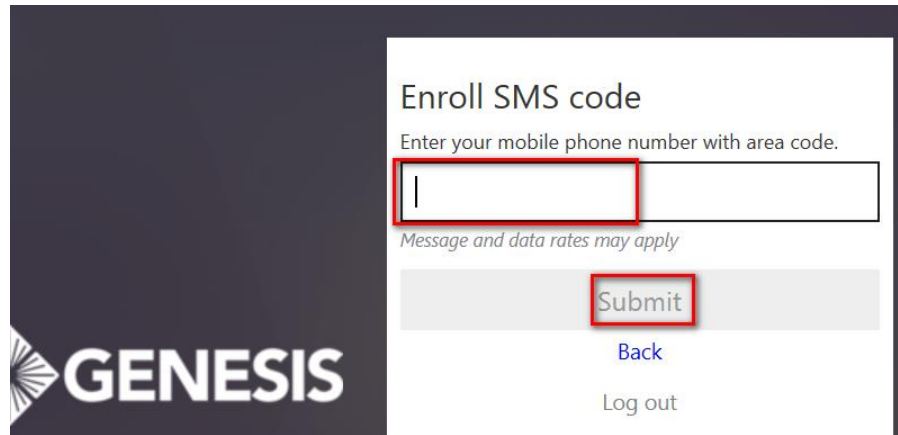 Enroll SMS code
Enter your mobile phone number with area code.
Message and data rates may apply
Submit
Back
GENESIS
Log out